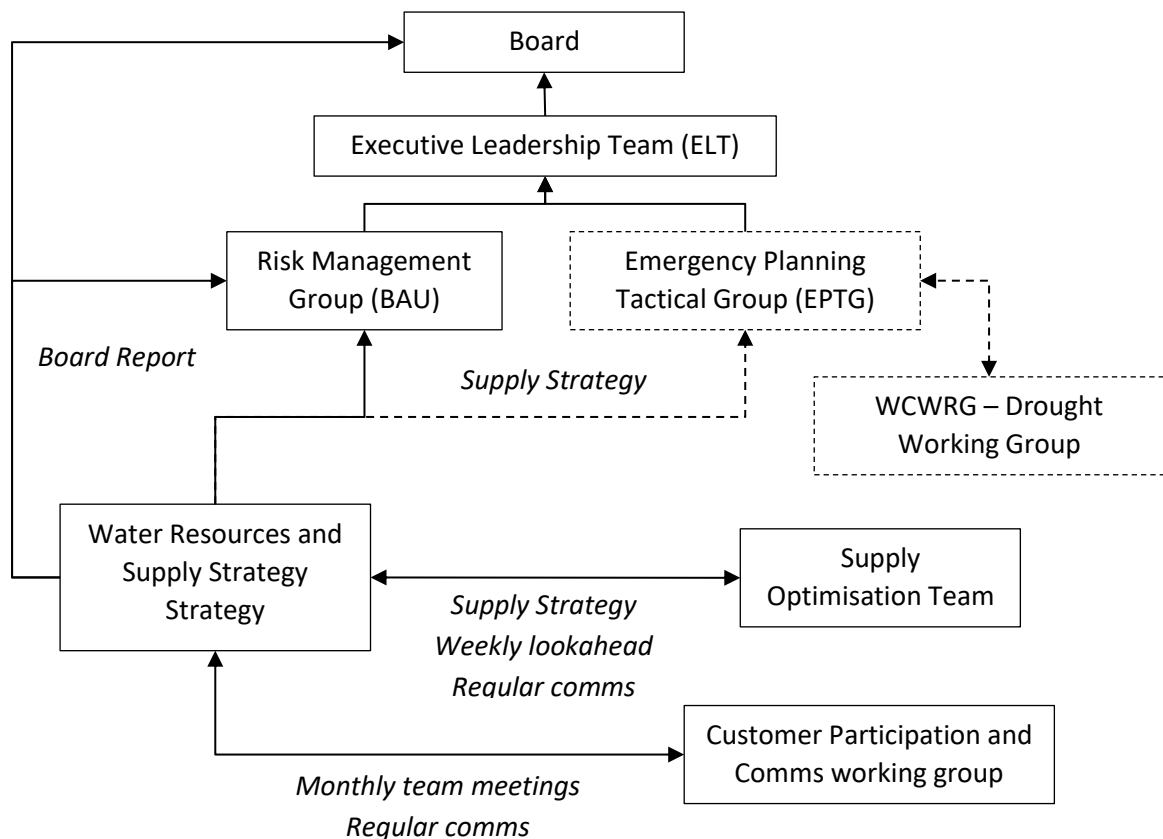 Board
Executive Leadership Team (ELT)
Risk Management
Group (BAU)
Emergency Planning
Tactical Group (EPTG)
Board Report
Supply Strategy
WCWRG – Drought
Working Group
Water Resources and
Supply Strategy
Strategy
Supply
Optimisation Team
Supply Strategy
Weekly lookahead
Regular comms
Customer Participation and
Comms working group
Monthly team meetings
Regular comms